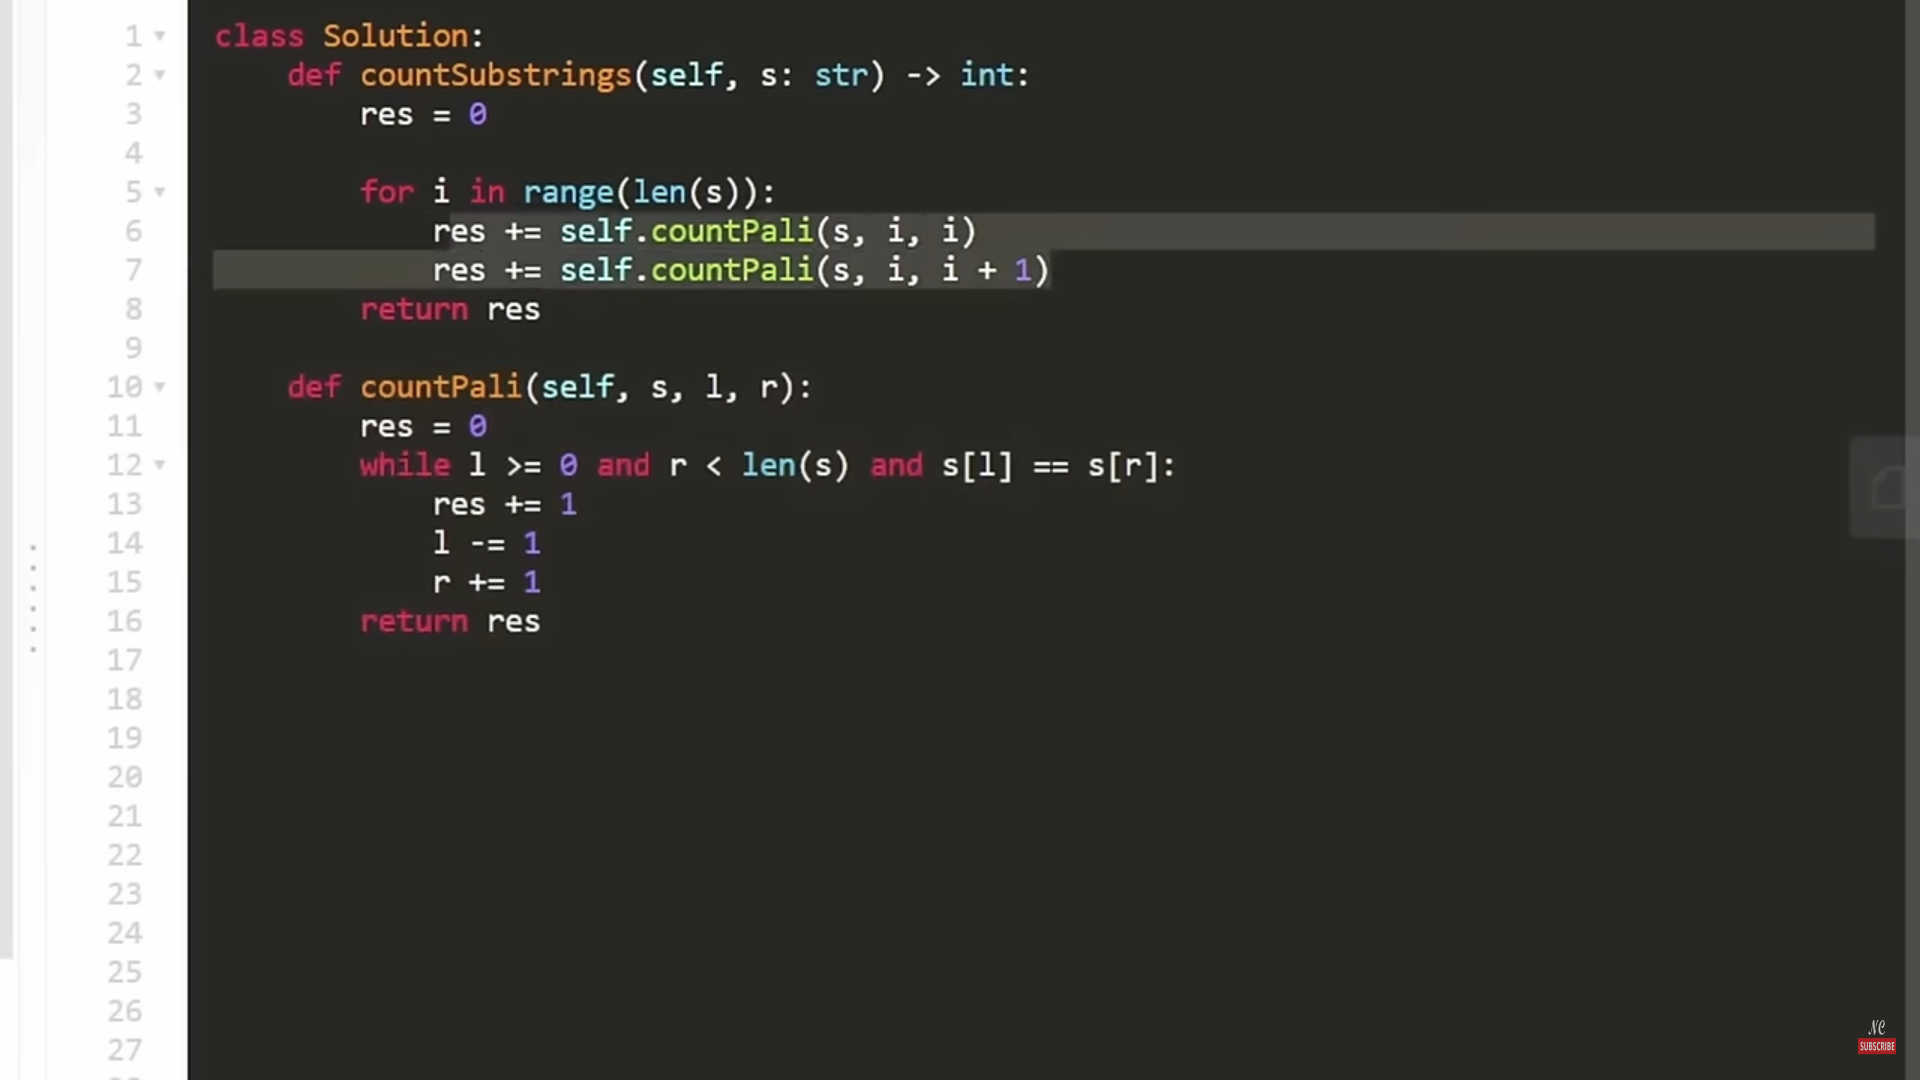 1 class Solution:
2     def countSubstrings(self, s: str) -> int:
3         res = 0
4
5         for i in range(len(s)):
6             res += self.countPali(s, i, i)
7             res += self.countPali(s, i, i + 1)
8         return res
9
10     def countPali(self, s, l, r):
11         res = 0
12         while l >= 0 and r < len(s) and s[l] == s[r]:
13             res += 1
14             l -= 1
15             r += 1
16         return res
17
18
19
20
21
22
23
24
25
26
27
NC
SUBSCRIBE